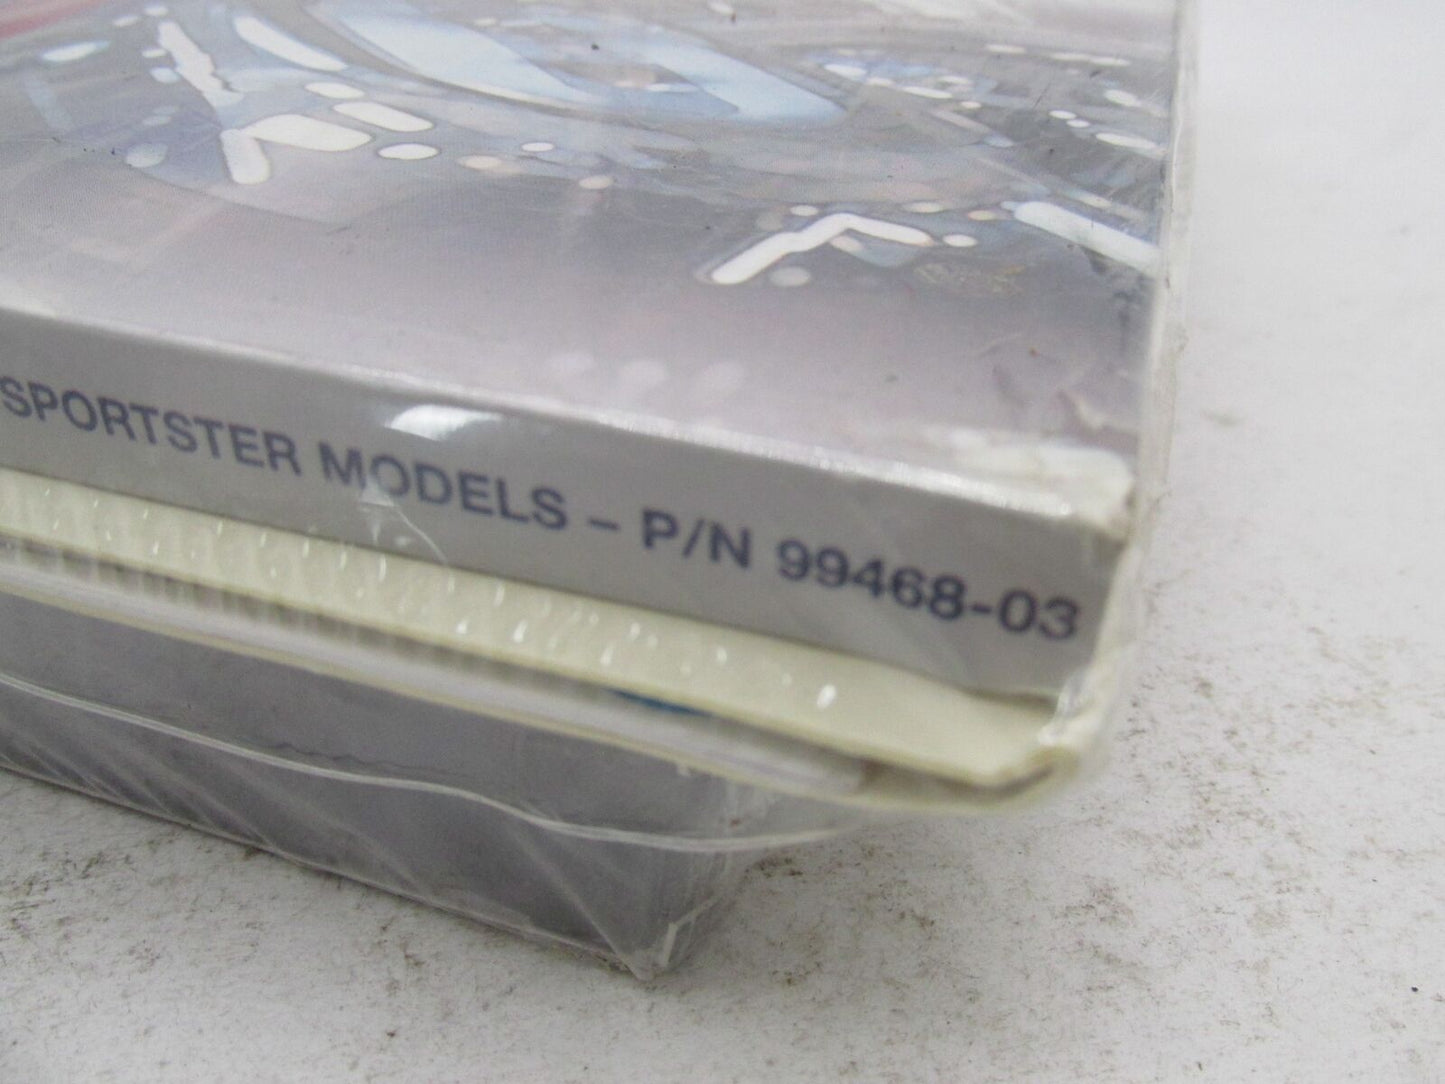 SPORTSTER MODELS – P/N 99468-03